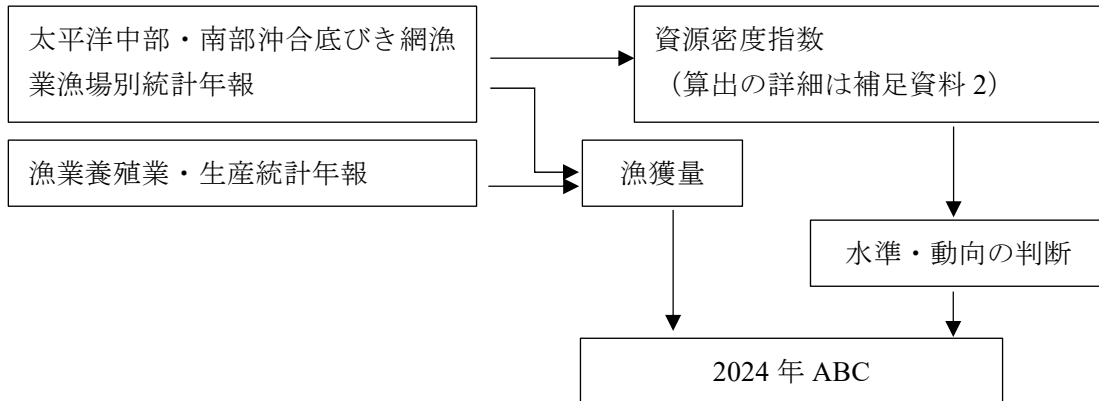 太平洋中部・南部沖合底びき網漁
業漁場別統計年報
資源密度指数
（算出の詳細は補足資料 2）
漁業養殖業・生産統計年報
漁獲量
水準・動向の判断
2024 年 ABC